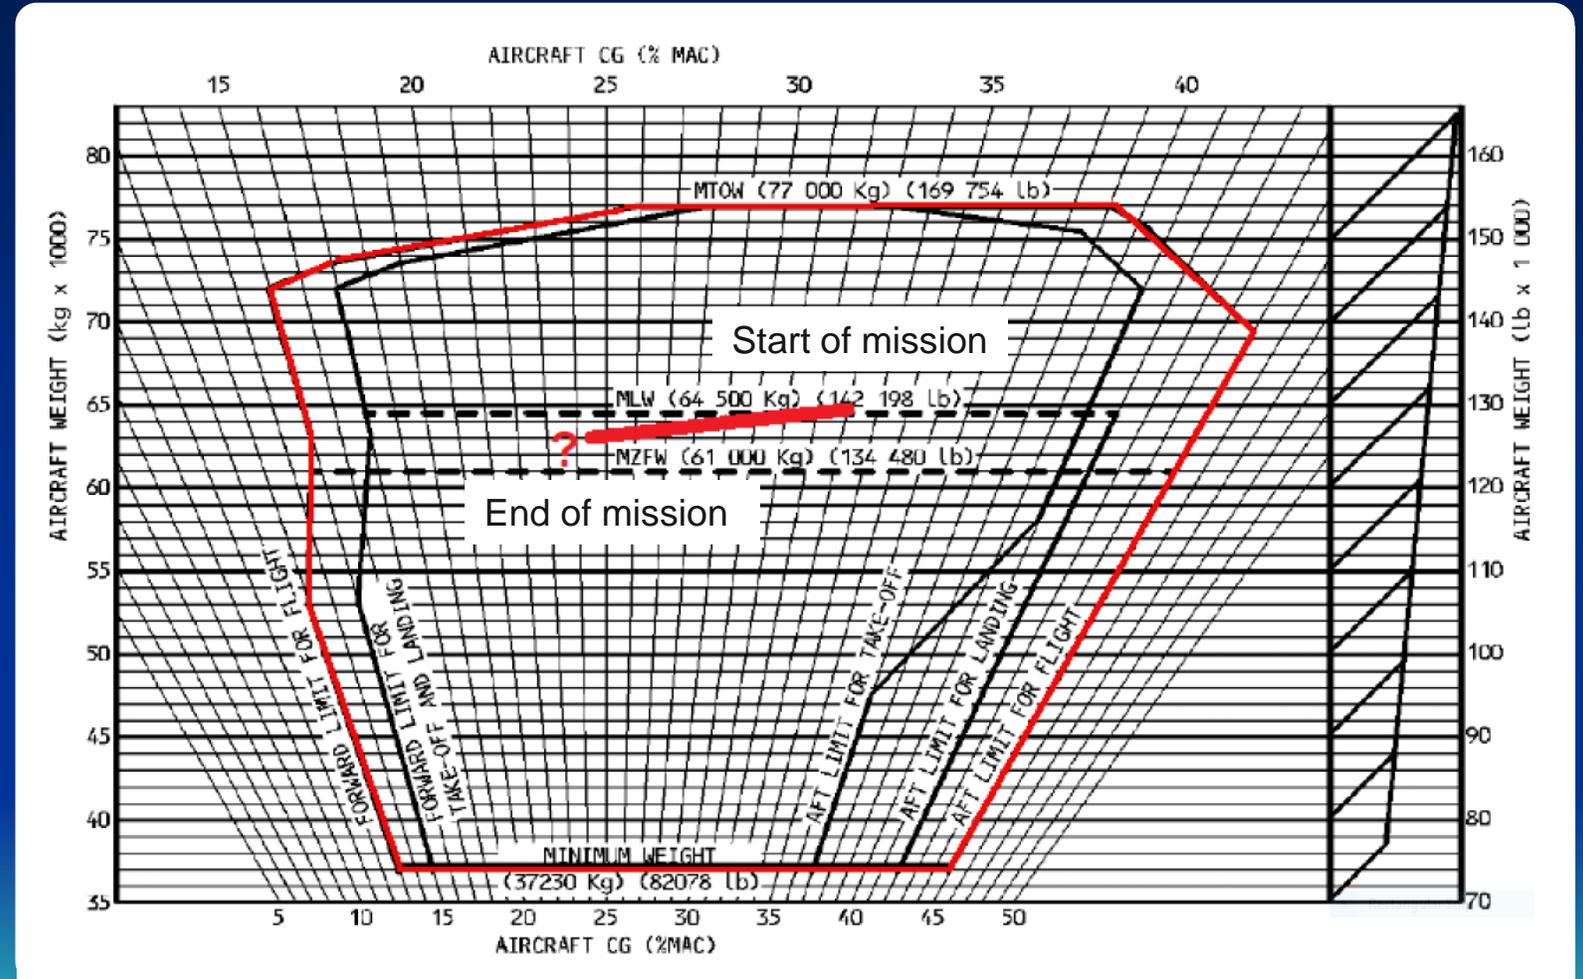 AIRCRAFT CG (% MAC)
15 20 25 30 35 40
80
75
70
65
60
55
50
45
40
35
AIRCRAFT WEIGHT (kg x 1000)
160
150
140
130
120
110
100
90
80
70
AIRCRAFT WEIGHT (lb x 1 000)
MTOW (77 000 Kg) (169 754 lb)
Start of mission
MLW (64 500 Kg) (142 198 lb)
?
MZFW (61 000 Kg) (134 480 lb)
End of mission
FORWARD LIMIT FOR FLIGHT
FORWARD LIMIT FOR
TAKE-OFF AND LANDING
AFT LIMIT FOR TAKE-OFF
AFT LIMIT FOR LANDING
AFT LIMIT FOR FLIGHT
MINIMUM WEIGHT
(37230 Kg) (82078 lb)
5 10 15 20 25 30 35 40 45 50
AIRCRAFT CG (%MAC)